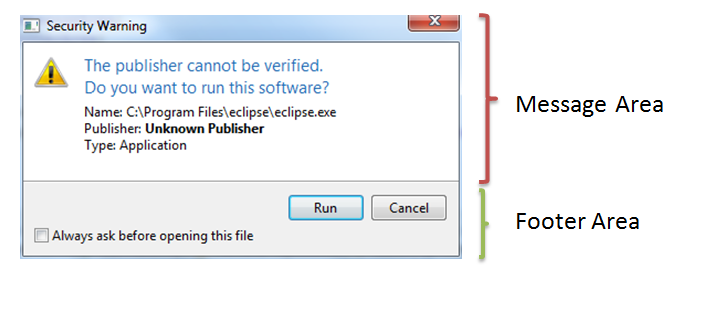 Security Warning
The publisher cannot be verified.
Do you want to run this software?
Name: C:\Program Files\eclipse\eclipse.exe
Publisher: Unknown Publisher
Type: Application
Message Area
Run
Cancel
Always ask before opening this file
Footer Area